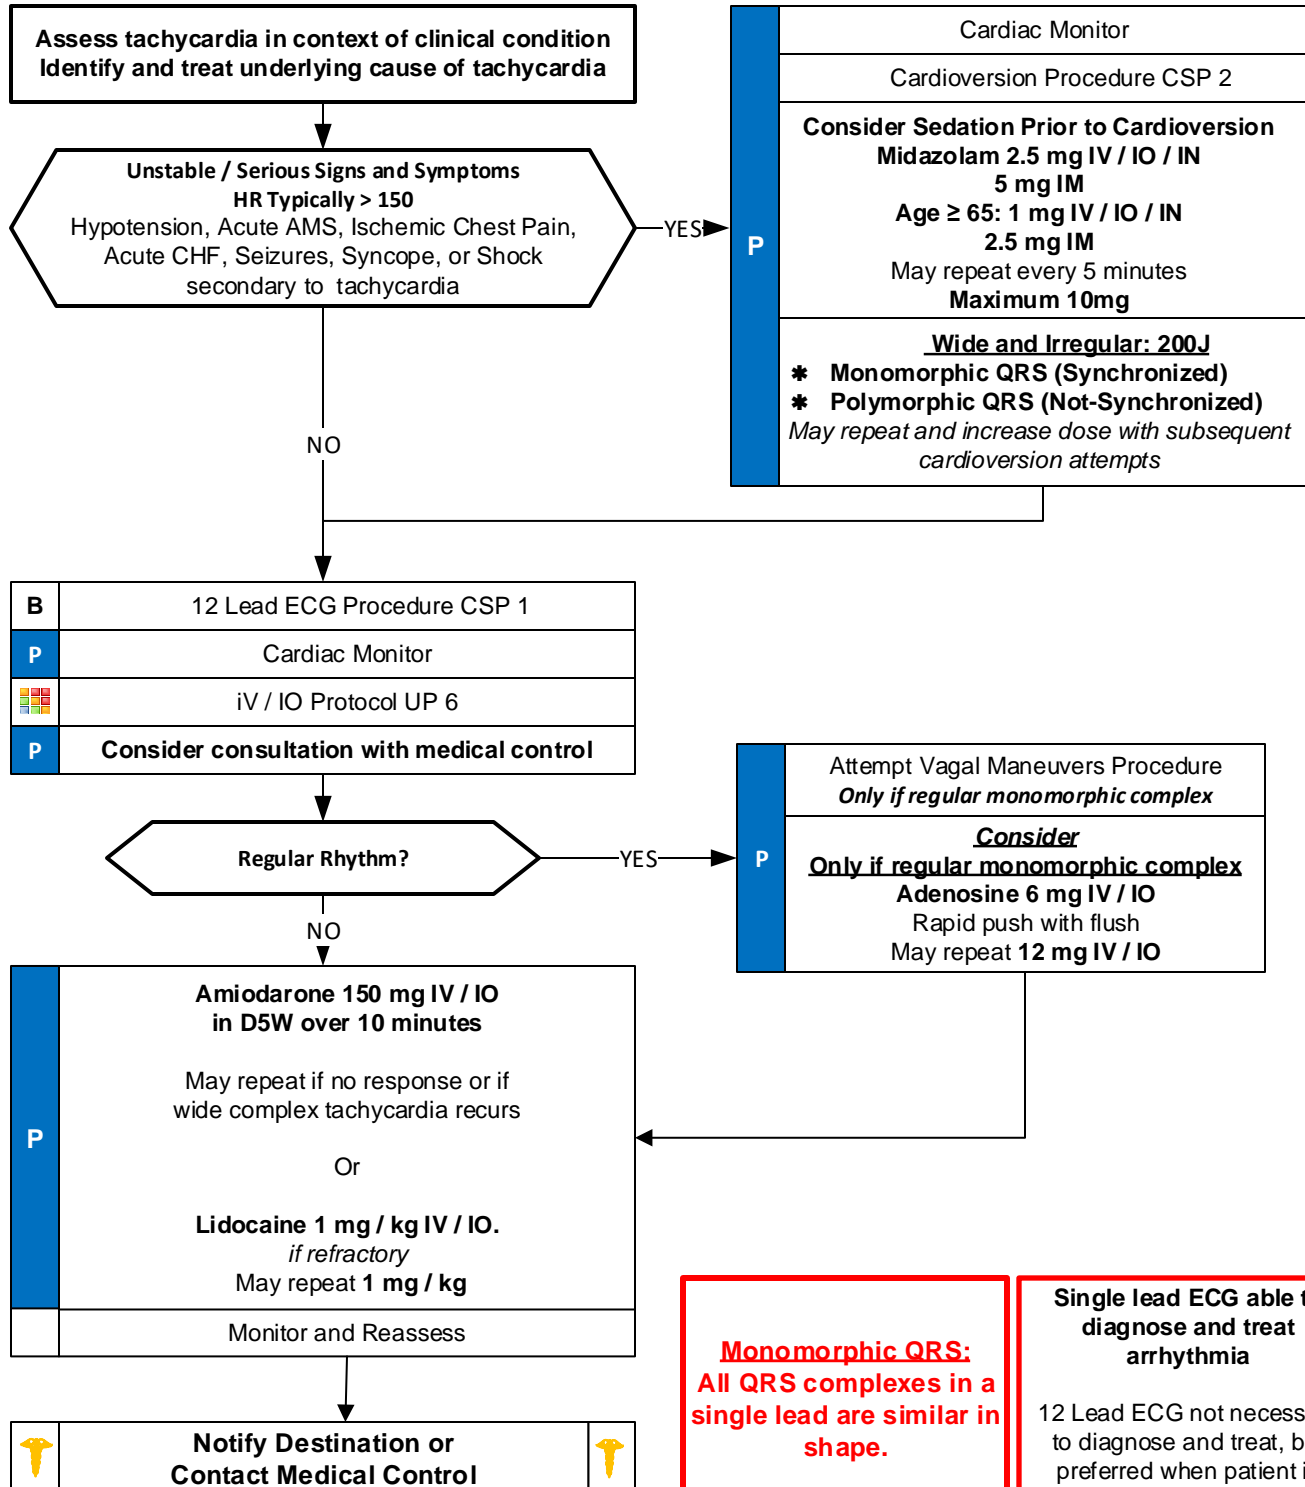 Assess tachycardia in context of clinical condition
Identify and treat underlying cause of tachycardia
Unstable / Serious Signs and Symptoms
HR Typically > 150
Hypotension, Acute AMS, Ischemic Chest Pain,
Acute CHF, Seizures, Syncope, or Shock
secondary to tachycardia
YES
NO
P
Cardiac Monitor
Cardioversion Procedure CSP 2
Consider Sedation Prior to Cardioversion
Midazolam 2.5 mg IV / IO / IN
5 mg IM
Age ≥ 65: 1 mg IV / IO / IN
2.5 mg IM
May repeat every 5 minutes
Maximum 10mg
Wide and Irregular: 200J
✱ Monomorphic QRS (Synchronized)
✱ Polymorphic QRS (Not-Synchronized)
May repeat and increase dose with subsequent
cardioversion attempts
B 12 Lead ECG Procedure CSP 1
P Cardiac Monitor
iV / IO Protocol UP 6
P Consider consultation with medical control
Regular Rhythm?
YES
NO
P
Attempt Vagal Maneuvers Procedure
Only if regular monomorphic complex
Consider
Only if regular monomorphic complex
Adenosine 6 mg IV / IO
Rapid push with flush
May repeat 12 mg IV / IO
P
Amiodarone 150 mg IV / IO
in D5W over 10 minutes
May repeat if no response or if
wide complex tachycardia recurs
Or
Lidocaine 1 mg / kg IV / IO.
if refractory
May repeat 1 mg / kg
Monitor and Reassess
Notify Destination or
Contact Medical Control
Monomorphic QRS:
All QRS complexes in a
single lead are similar in
shape.
Single lead ECG able
diagnose and treat
arrhythmia
12 Lead ECG not
to diagnose and treat,
preferred when patient